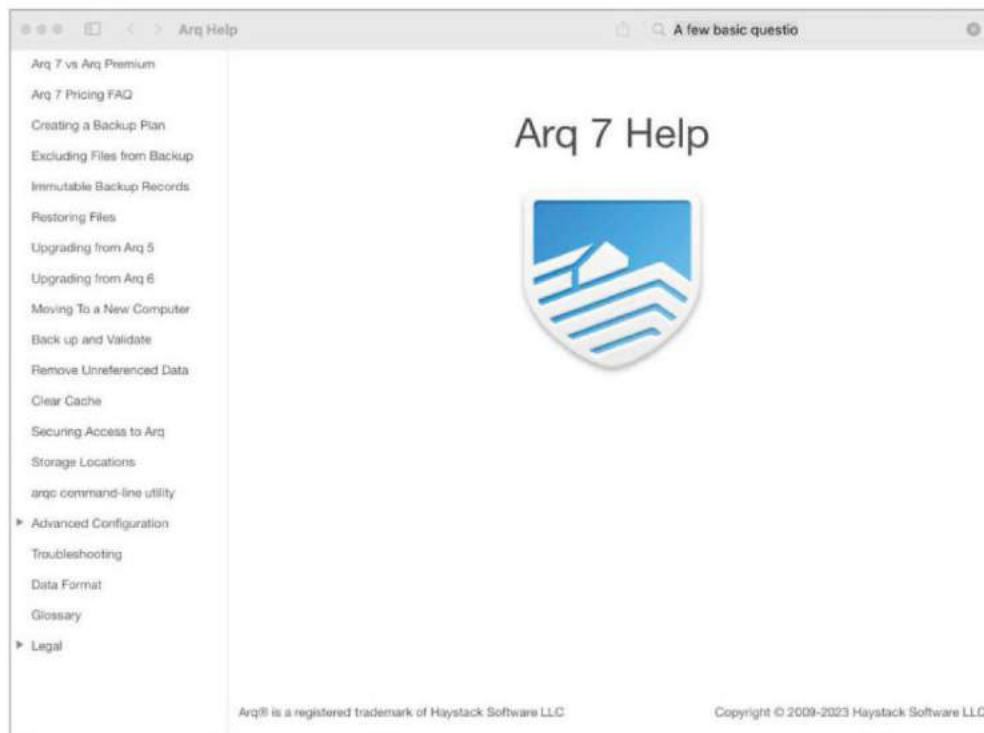 Arq Help
A few basic questio
Arq 7 vs Arq Premium
Arq 7 Pricing FAQ
Creating a Backup Plan
Excluding Files from Backup
Immutable Backup Records
Restoring Files
Upgrading from Arq 5
Upgrading from Arq 6
Moving To a New Computer
Back up and Validate
Remove Unreferenced Data
Clear Cache
Securing Access to Arq
Storage Locations
arqc command-line utility
Advanced Configuration
Troubleshooting
Data Format
Glossary
Legal
Arq 7 Help
Arq® is a registered trademark of Haystack Software LLC
Copyright © 2009-2023 Haystack Software LLC